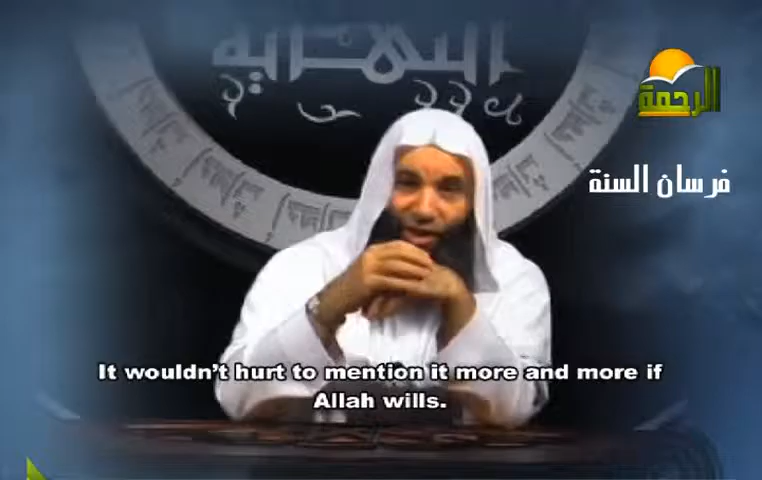 الرحمة
فرسان السنة
It wouldn't hurt to mention it more and more if
Allah wills.